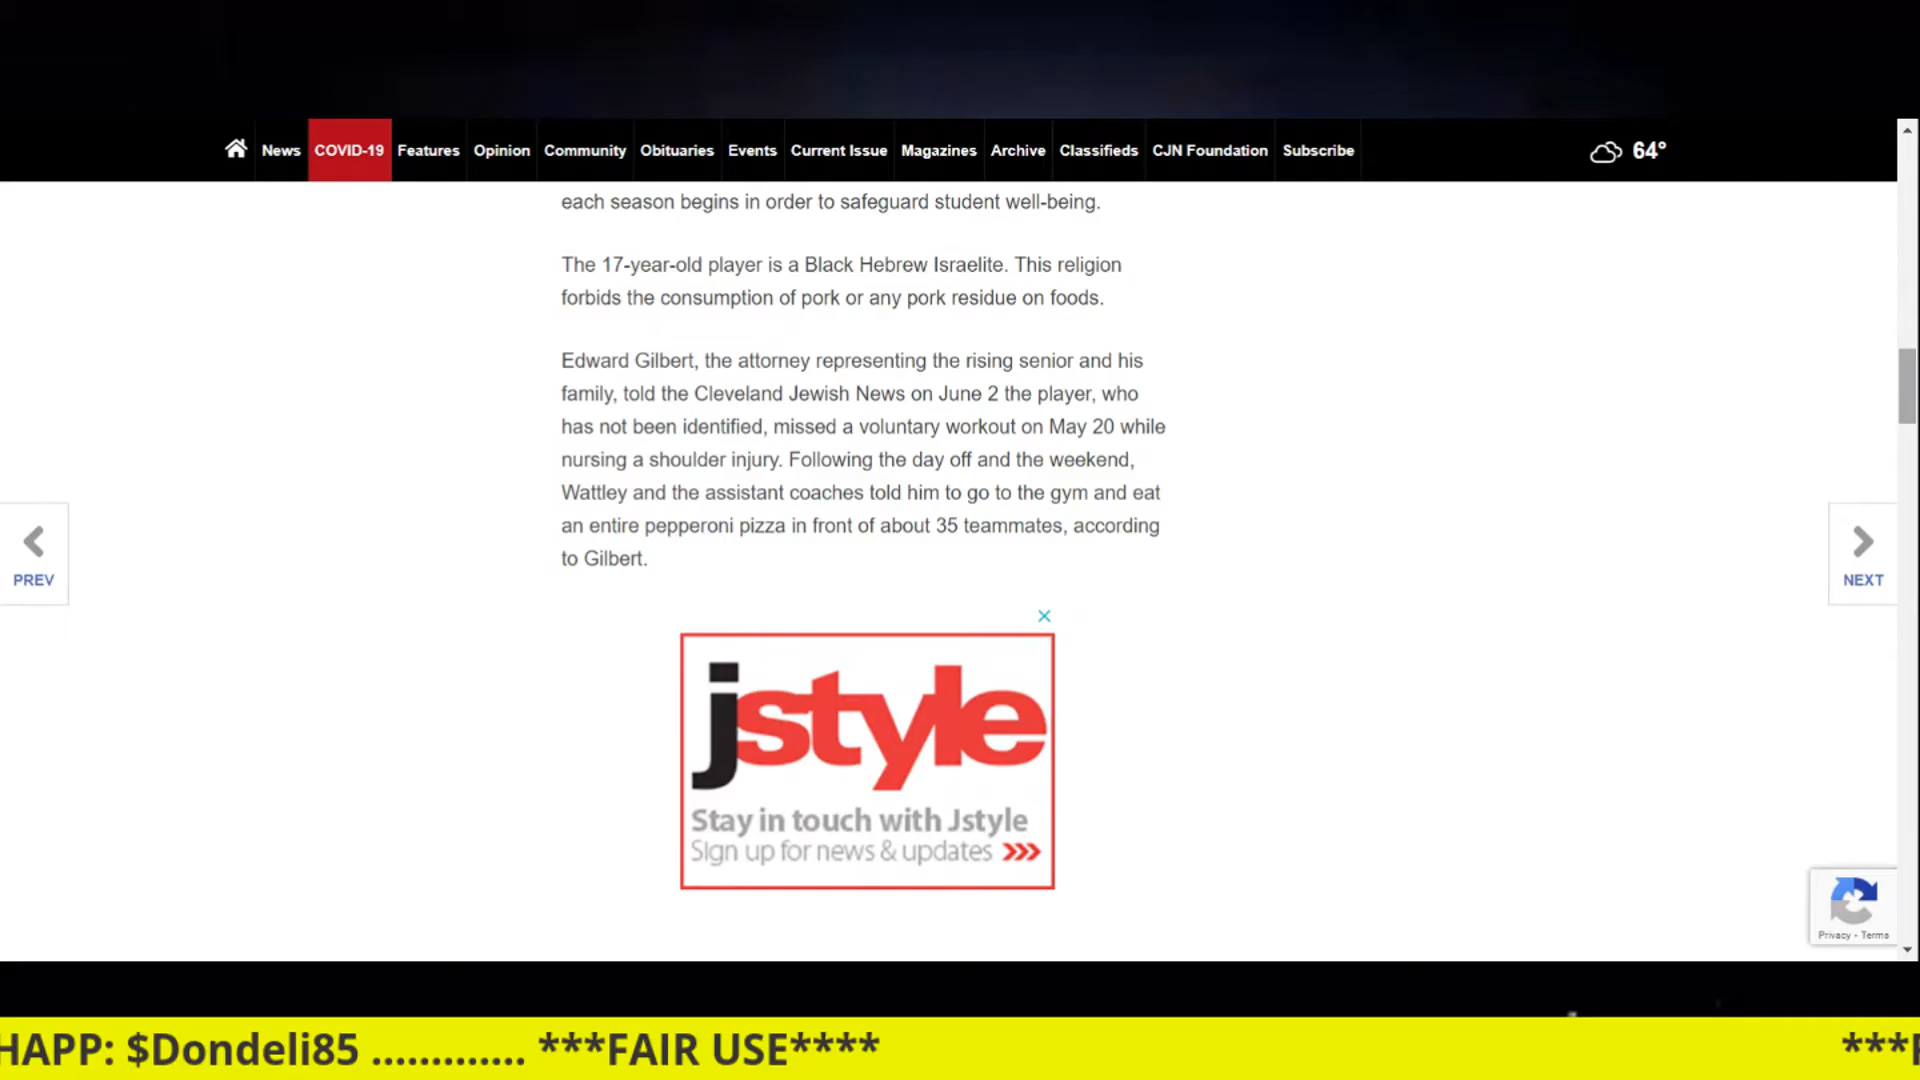 News COVID-19 Features Opinion Community Obituaries Events Current Issue Magazines Archive Classifieds CJN Foundation Subscribe 64°
each season begins in order to safeguard student well-being.
The 17-year-old player is a Black Hebrew Israelite. This religion
forbids the consumption of pork or any pork residue on foods.
Edward Gilbert, the attorney representing the rising senior and his
family, told the Cleveland Jewish News on June 2 the player, who
has not been identified, missed a voluntary workout on May 20 while
nursing a shoulder injury. Following the day off and the weekend,
Wattley and the assistant coaches told him to go to the gym and eat
an entire pepperoni pizza in front of about 35 teammates, according
to Gilbert.
PREV
NEXT
jstyle
Stay in touch with Jstyle
Sign up for news & updates >>>
Privacy - Terms
HAPP: $Dondeli85 ............. ***FAIR USE**** ***